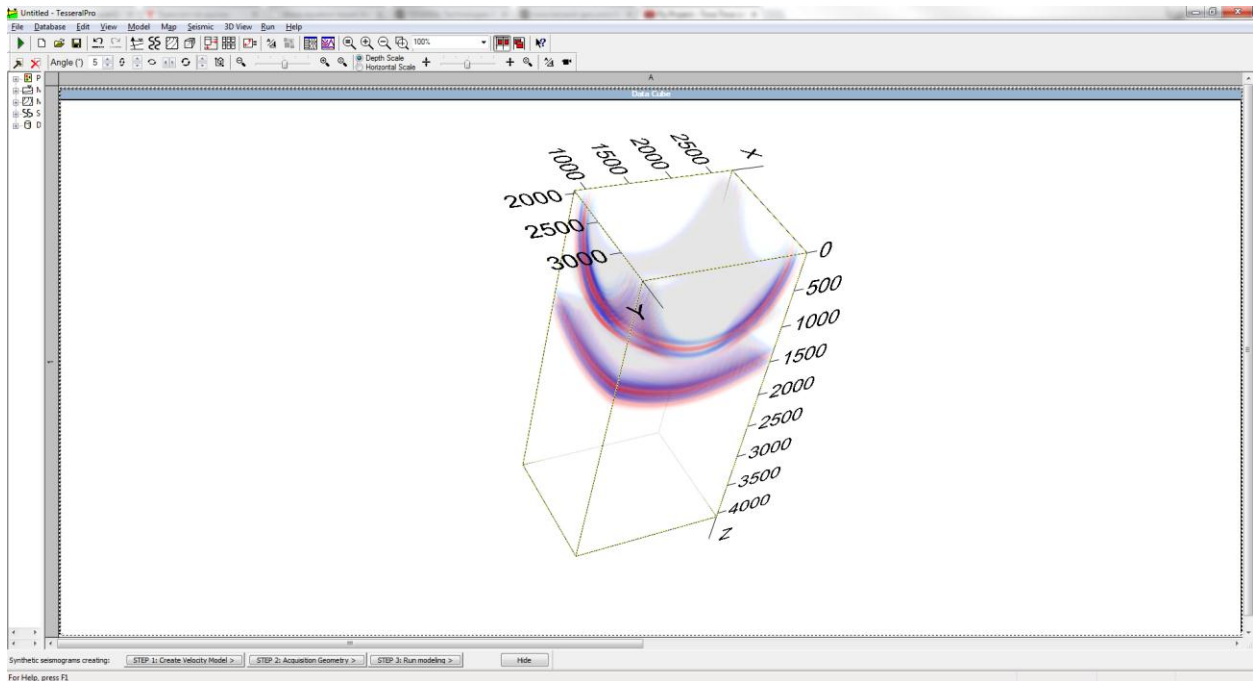 Untitled - TesseralPro
File Database Edit View Model Map Seismic 3D View Run Help
100%
Angle (°) 5 Depth Scale
Horizontal Scale
P
A
Data Cube
S
D
1
X
1000 1500 2000 2500
2000
2500
3000
Y
0
500
1000
1500
2000
2500
3000
3500
4000
Z
Synthetic seismograms creating: STEP 1: Create Velocity Model > STEP 2: Acquisition Geometry > STEP 3: Run modeling > Hide
For Help, press F1